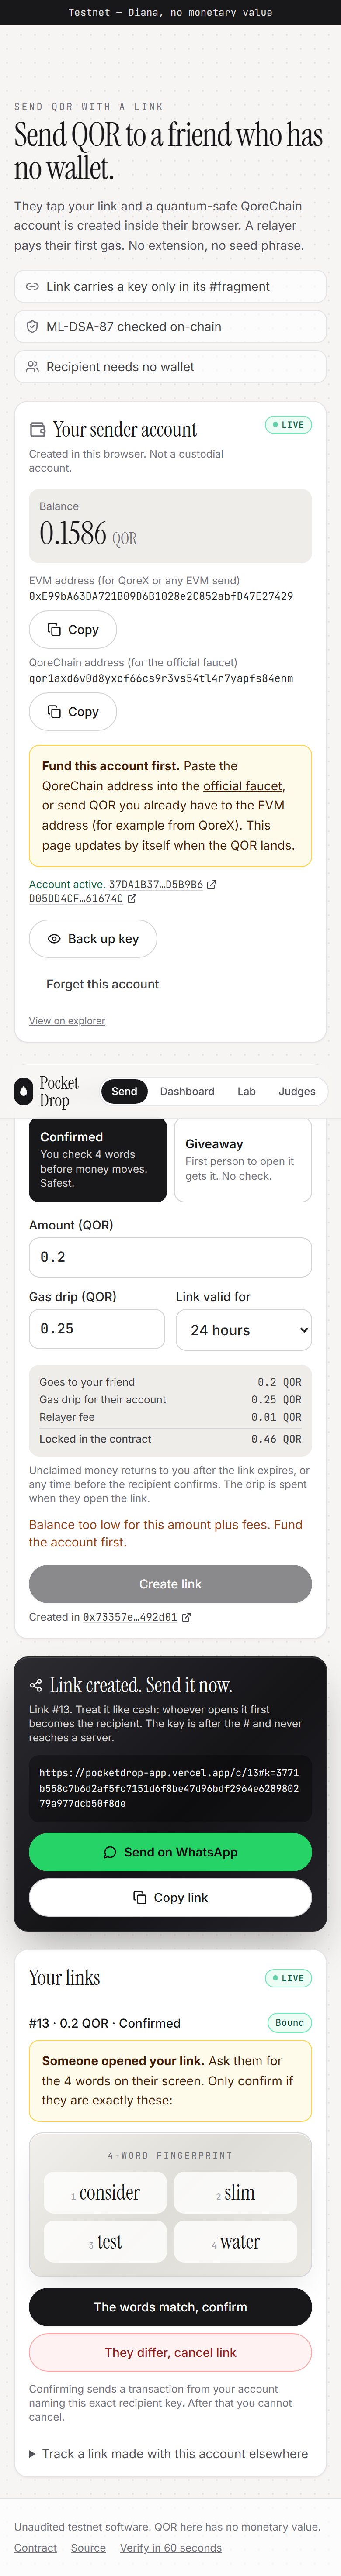 Testnet — Diana, no monetary value
SEND QOR WITH A LINK
Send QOR to a friend who has
no wallet.
They tap your link and a quantum-safe QoreChain
account is created inside their browser. A relayer
pays their first gas. No extension, no seed phrase.
Link carries a key only in its #fragment
ML-DSA-87 checked on-chain
Recipient needs no wallet
Your sender account
LIVE
Created in this browser. Not a custodial
account.
Balance
0.1586 QOR
EVM address (for QoreX or any EVM send)
0xE99bA63DA721B09D6B1028e2C852abfD47E27429
Copy
QoreChain address (for the official faucet)
qor1axd6v0d8yxcf66cs9r3vs54tl4r7yapfs84enm
Copy
Fund this account first. Paste the
QoreChain address into the official faucet,
or send QOR you already have to the EVM
address (for example from QoreX). This
page updates by itself when the QOR lands.
Account active. 37DA1B37…D5B9B6
D05DD4CF…61674C
Back up key
Forget this account
View on explorer
Pocket
Drop
Send
Dashboard
Lab
Judges
Confirmed
You check 4 words
before money moves.
Safest.
Giveaway
First person to open it
gets it. No check.
Amount (QOR)
0.2
Gas drip (QOR)
Link valid for
0.25
24 hours
Goes to your friend 0.2 QOR
Gas drip for their account 0.25 QOR
Relayer fee 0.01 QOR
Locked in the contract 0.46 QOR
Unclaimed money returns to you after the link expires, or
any time before the recipient confirms. The drip is spent
when they open the link.
Balance too low for this amount plus fees. Fund
the account first.
Create link
Created in 0x73357e…492d01
Link created. Send it now.
Link #13. Treat it like cash: whoever opens it first
becomes the recipient. The key is after the # and never
reaches a server.
https://pocketdrop-app.vercel.app/c/13#k=3771
b558c7b6d2af5fc7151d6f8be47d96bdf2964e6289802
79a977dcb50f8de
Send on WhatsApp
Copy link
Your links
LIVE
#13 · 0.2 QOR · Confirmed
Bound
Someone opened your link. Ask them for
the 4 words on their screen. Only confirm if
they are exactly these:
4-WORD FINGERPRINT
1 consider
2 slim
3 test
4 water
The words match, confirm
They differ, cancel link
Confirming sends a transaction from your account
naming this exact recipient key. After that you cannot
cancel.
Track a link made with this account elsewhere
Unaudited testnet software. QOR here has no monetary value.
Contract Source Verify in 60 seconds